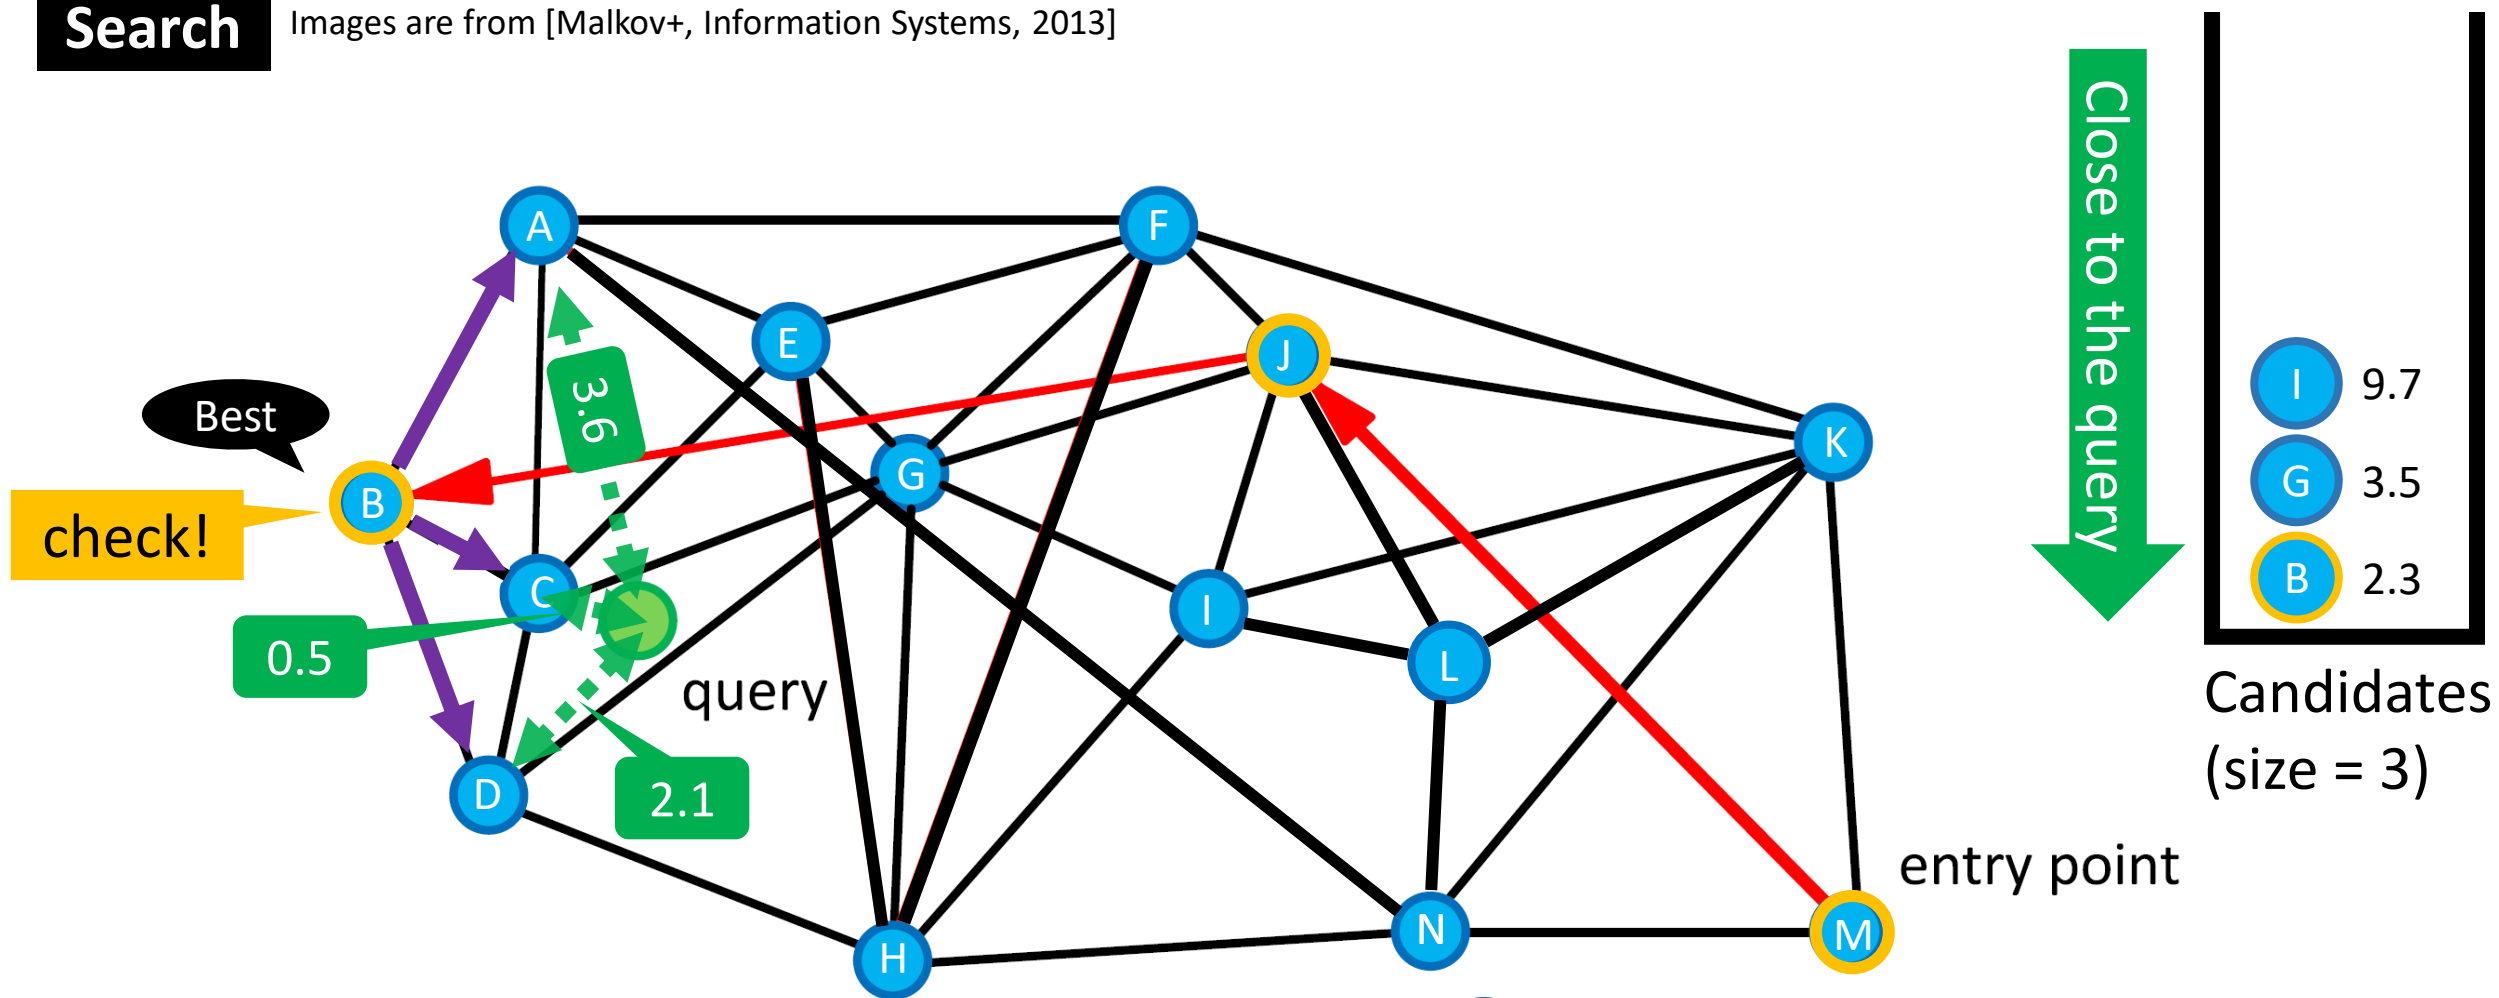 Search
Images are from [Malkov+, Information Systems, 2013]
A
F
E
J
3.6
Best
B
check!
G
K
C
I
0.5
L
query
D
2.1
H
N
M
entry point
Close to the query
I 9.7
G 3.5
B 2.3
Candidates
(size = 3)